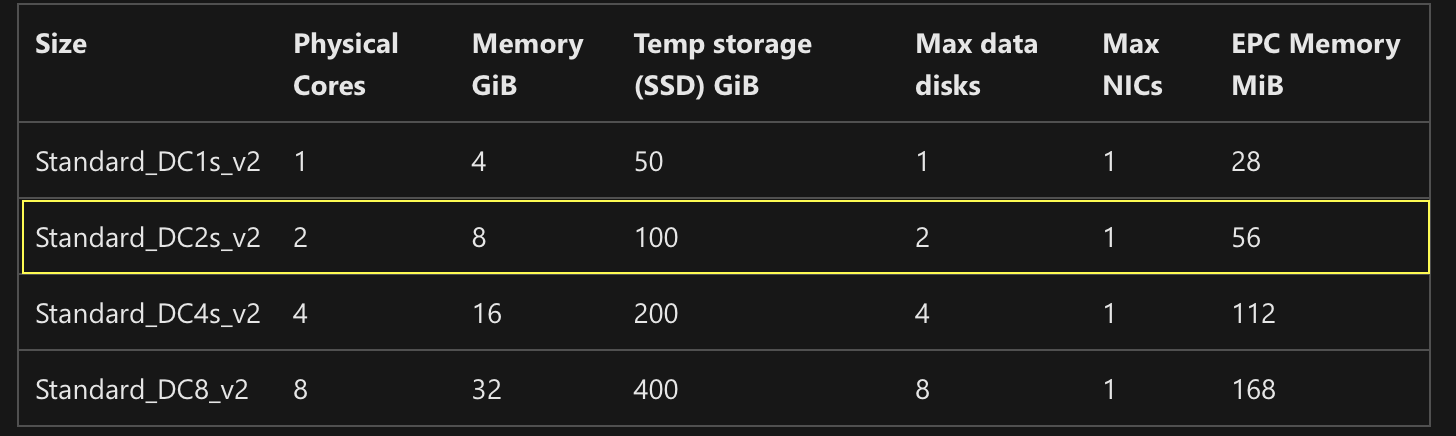 Size Physical Cores Memory GiB Temp storage (SSD) GiB Max data disks Max NICs EPC Memory MiB
Standard_DC1s_v2 1 4 50 1 1 28
Standard_DC2s_v2 2 8 100 2 1 56
Standard_DC4s_v2 4 16 200 4 1 112
Standard_DC8_v2 8 32 400 8 1 168